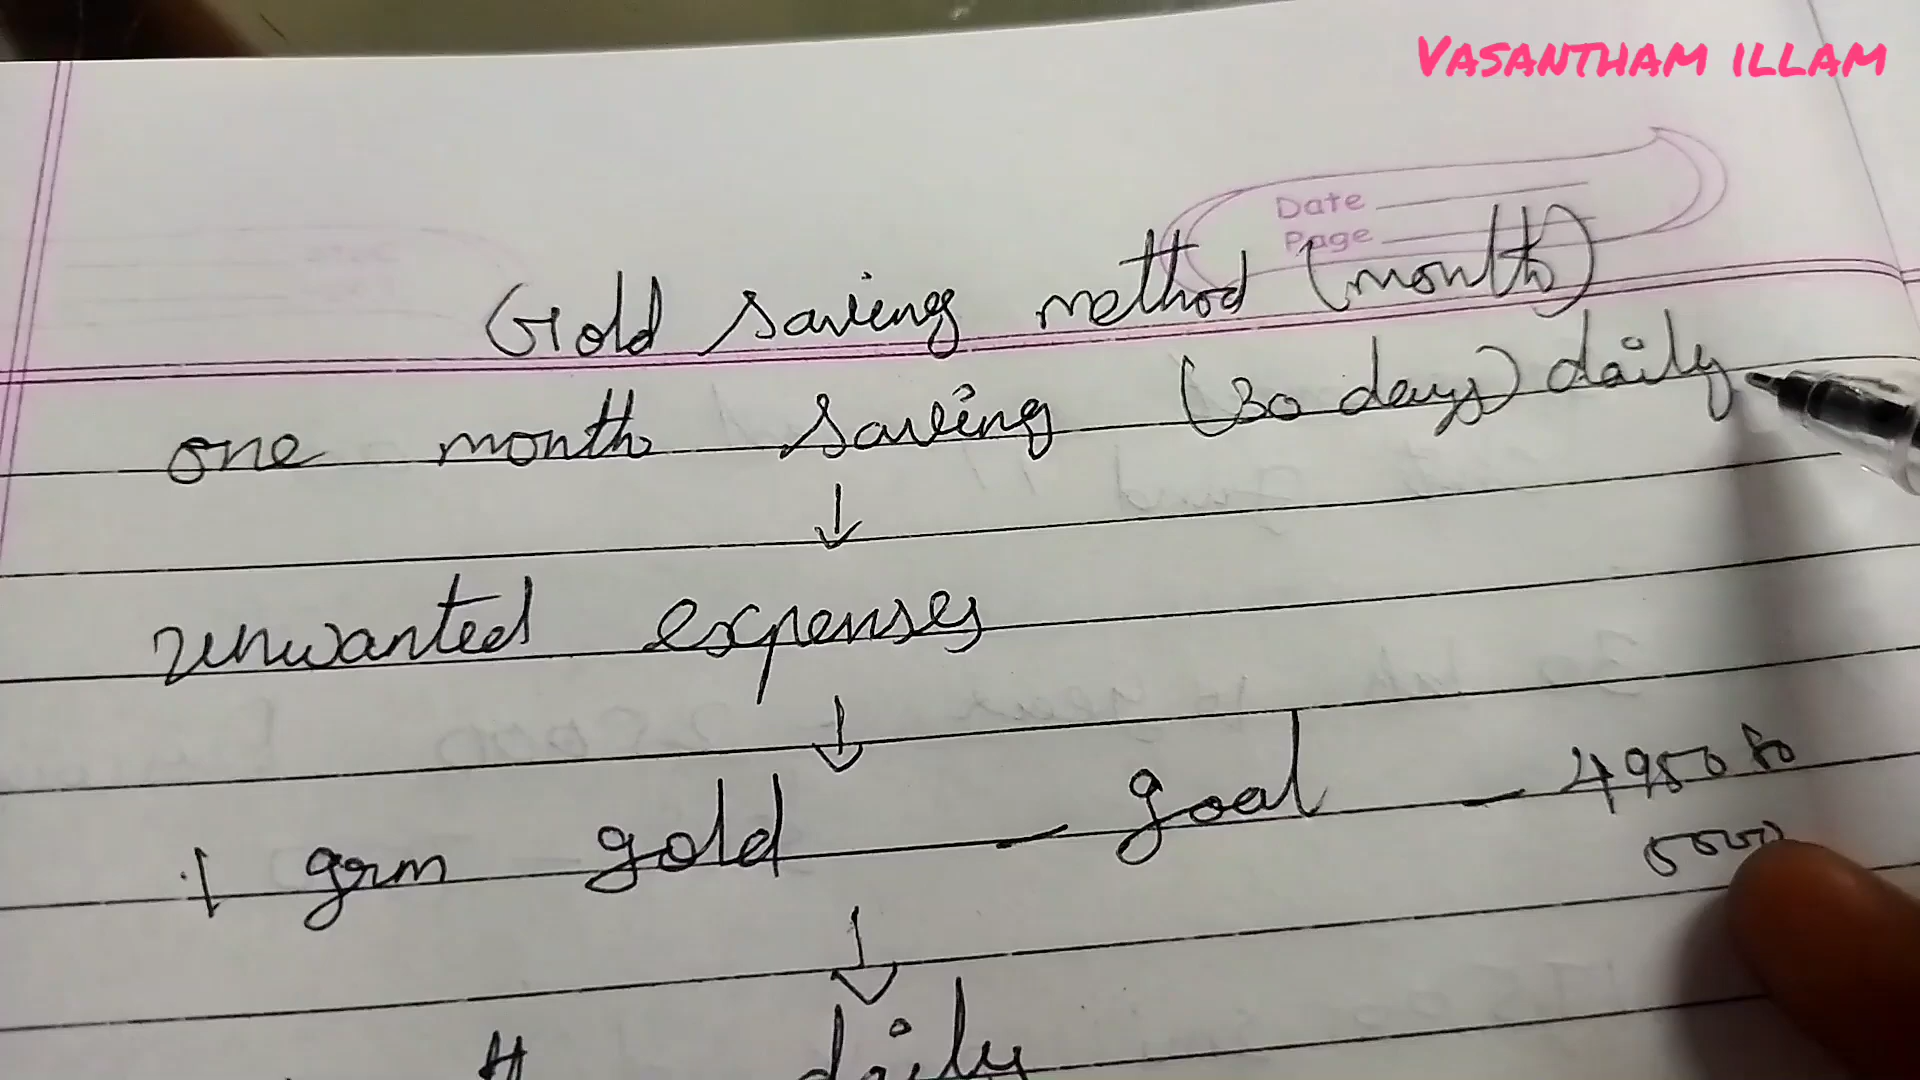 VASANTHAM ILLAM
Date
Page
Gold saving method (month)
one month saving (30 days) daily
unwanted expenses
1 grm gold - goal - 4950 to
5000
daily